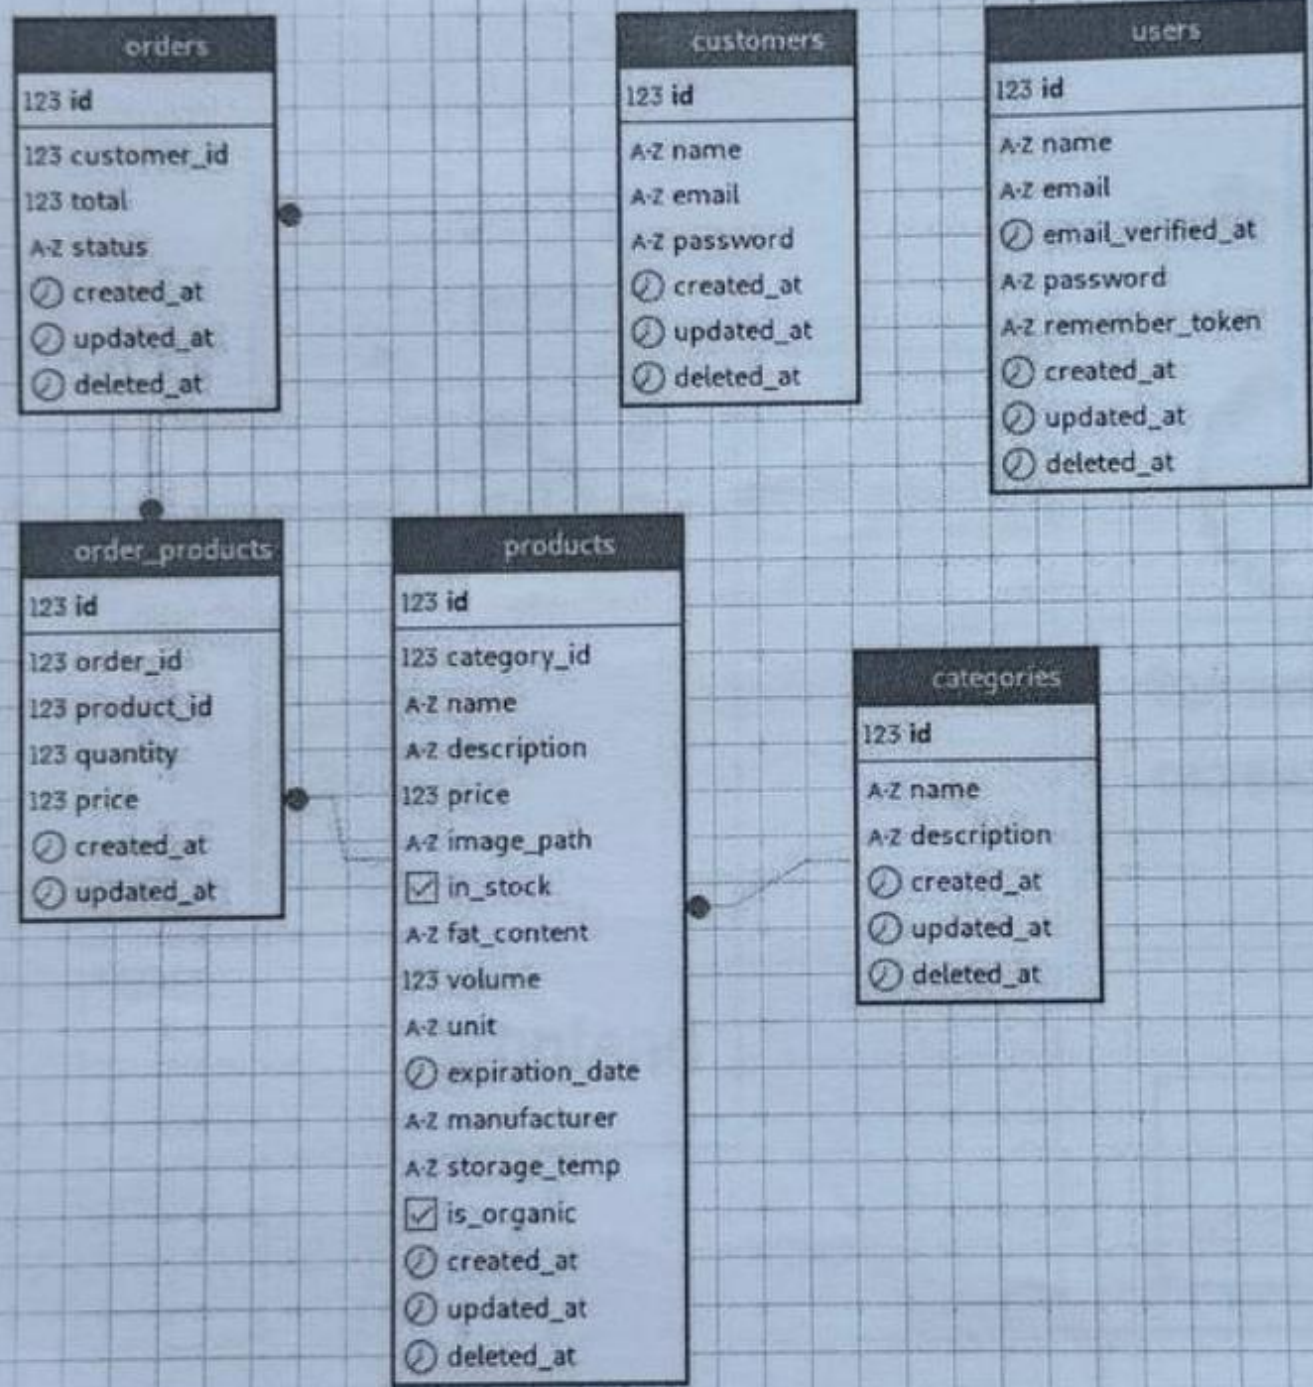 orders
123 id
123 customer_id
123 total
A-Z status
created_at
updated_at
deleted_at
customers
123 id
A-Z name
A-Z email
A-Z password
created_at
updated_at
deleted_at
users
123 id
A-Z name
A-Z email
email_verified_at
A-Z password
A-Z remember_token
created_at
updated_at
deleted_at
order_products
123 id
123 order_id
123 product_id
123 quantity
123 price
created_at
updated_at
products
123 id
123 category_id
A-Z name
A-Z description
123 price
A-Z image_path
in_stock
A-Z fat_content
123 volume
A-Z unit
expiration_date
A-Z manufacturer
A-Z storage_temp
is_organic
created_at
updated_at
deleted_at
categories
123 id
A-Z name
A-Z description
created_at
updated_at
deleted_at